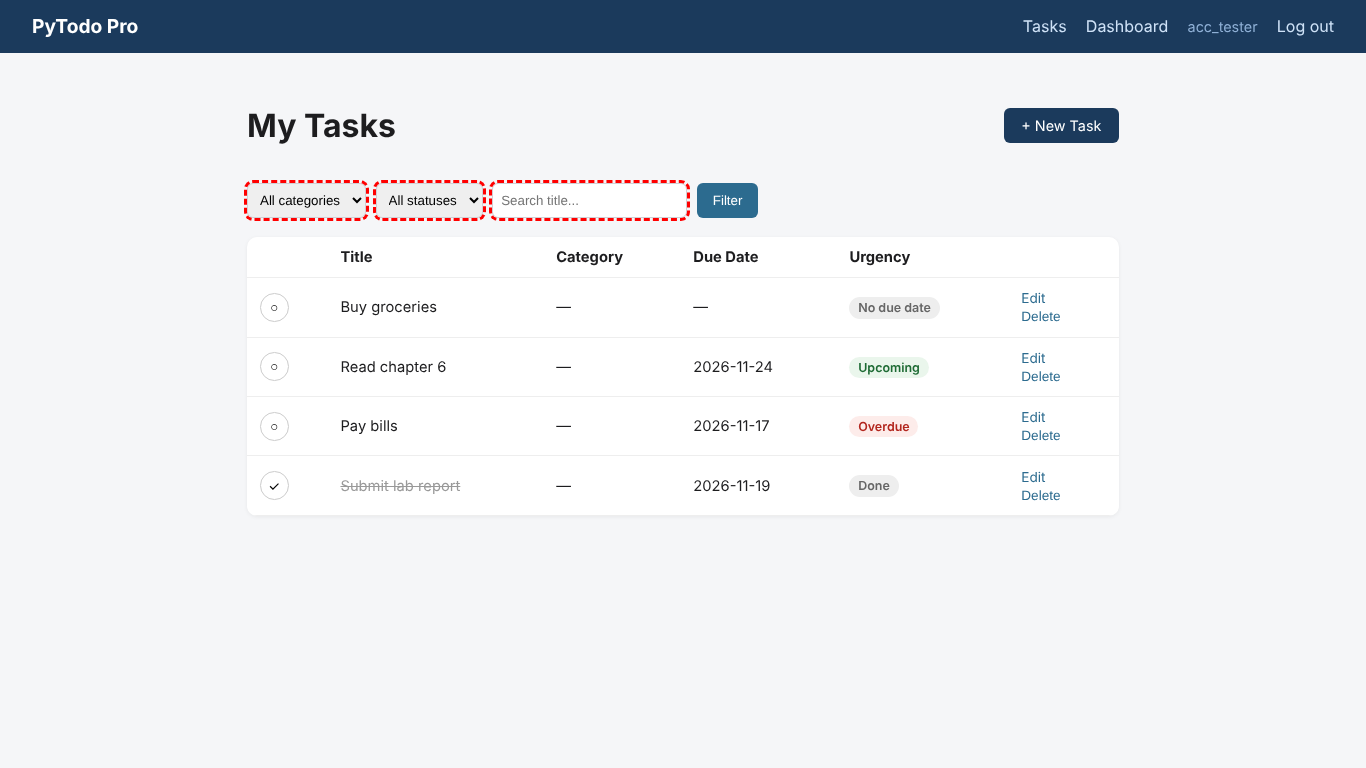 PyTodo Pro
Tasks Dashboard acc_tester Log out
My Tasks
+ New Task
All categories All statuses Search title... Filter
Title Category Due Date Urgency
Buy groceries — — No due date Edit
Delete
Read chapter 6 — 2026-11-24 Upcoming Edit
Delete
Pay bills — 2026-11-17 Overdue Edit
Delete
Submit lab report — 2026-11-19 Done Edit
Delete